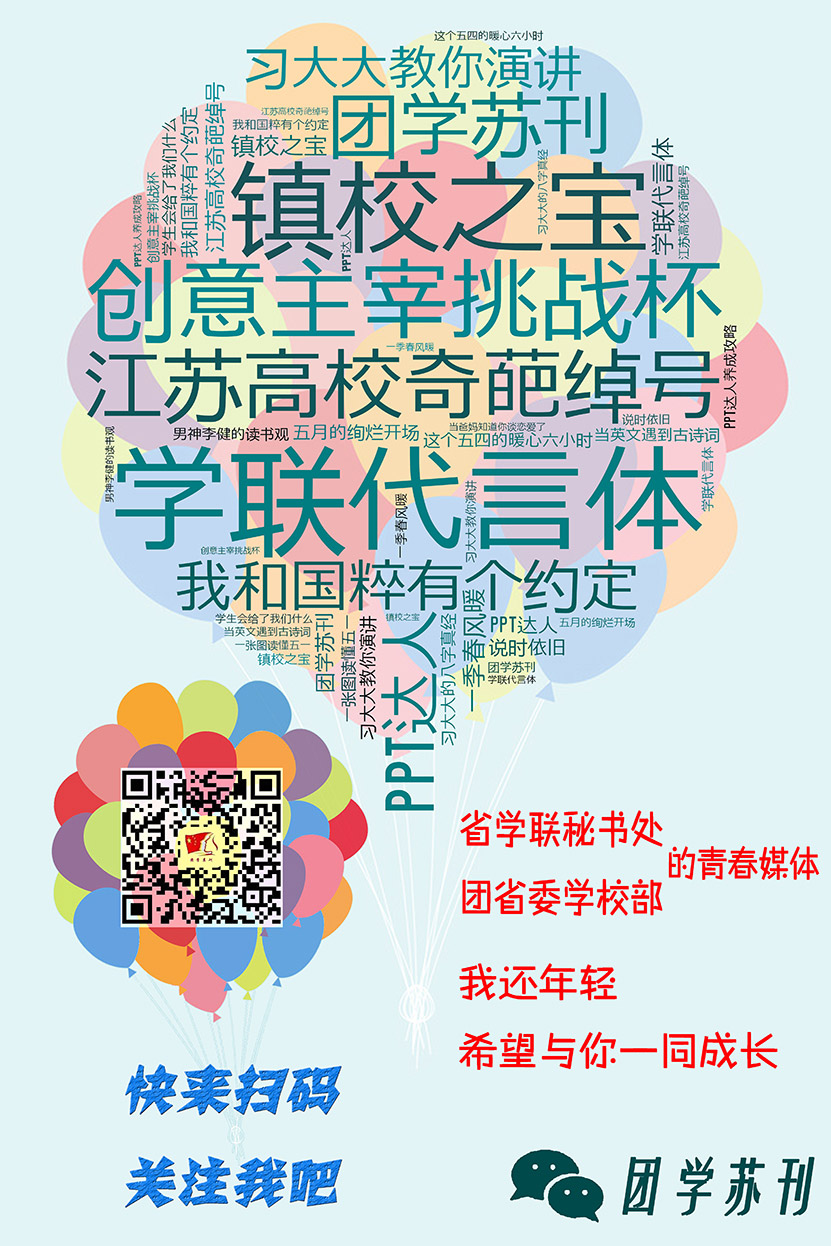 这个五四的暖心六小时
习大大教你演讲
江苏高校奇葩绰号
我和国粹有个约定
镇校之宝
团学苏刊
PPT达人养成攻略
创意主宰挑战杯
学生会给了我们什么
我和国粹有个约定
江苏高校奇葩绰号
镇校之宝
PPT达人
习大大的八字真经
学联代言体
江苏高校奇葩绰号
创意主宰挑战杯
一季春风暖
江苏高校奇葩绰号
PPT达人养成攻略
男神李健的读书观
男神李健的读书观
五月的绚烂开场
当爸妈知道你谈恋爱了
这个五四的暖心六小时
说时依旧
当英文遇到古诗词
学联代言体
学联代言体
一季春风暖
习大大教你演讲
创意主宰挑战杯
我和国粹有个约定
学生会给了我们什么
当英文遇到古诗词
一张图读懂五一
镇校之宝
团学苏刊
一张图读懂五一
习大大教你演讲
镇校之宝
PPT达人
习大大的八字真经
一季春风暖
PPT达人
五月的绚烂开场
说时依旧
团学苏刊
学联代言体
省学联秘书处
团省委学校部
的青春媒体
我还年轻
希望与你一同成长
快来扫码
关注我吧
团学苏刊